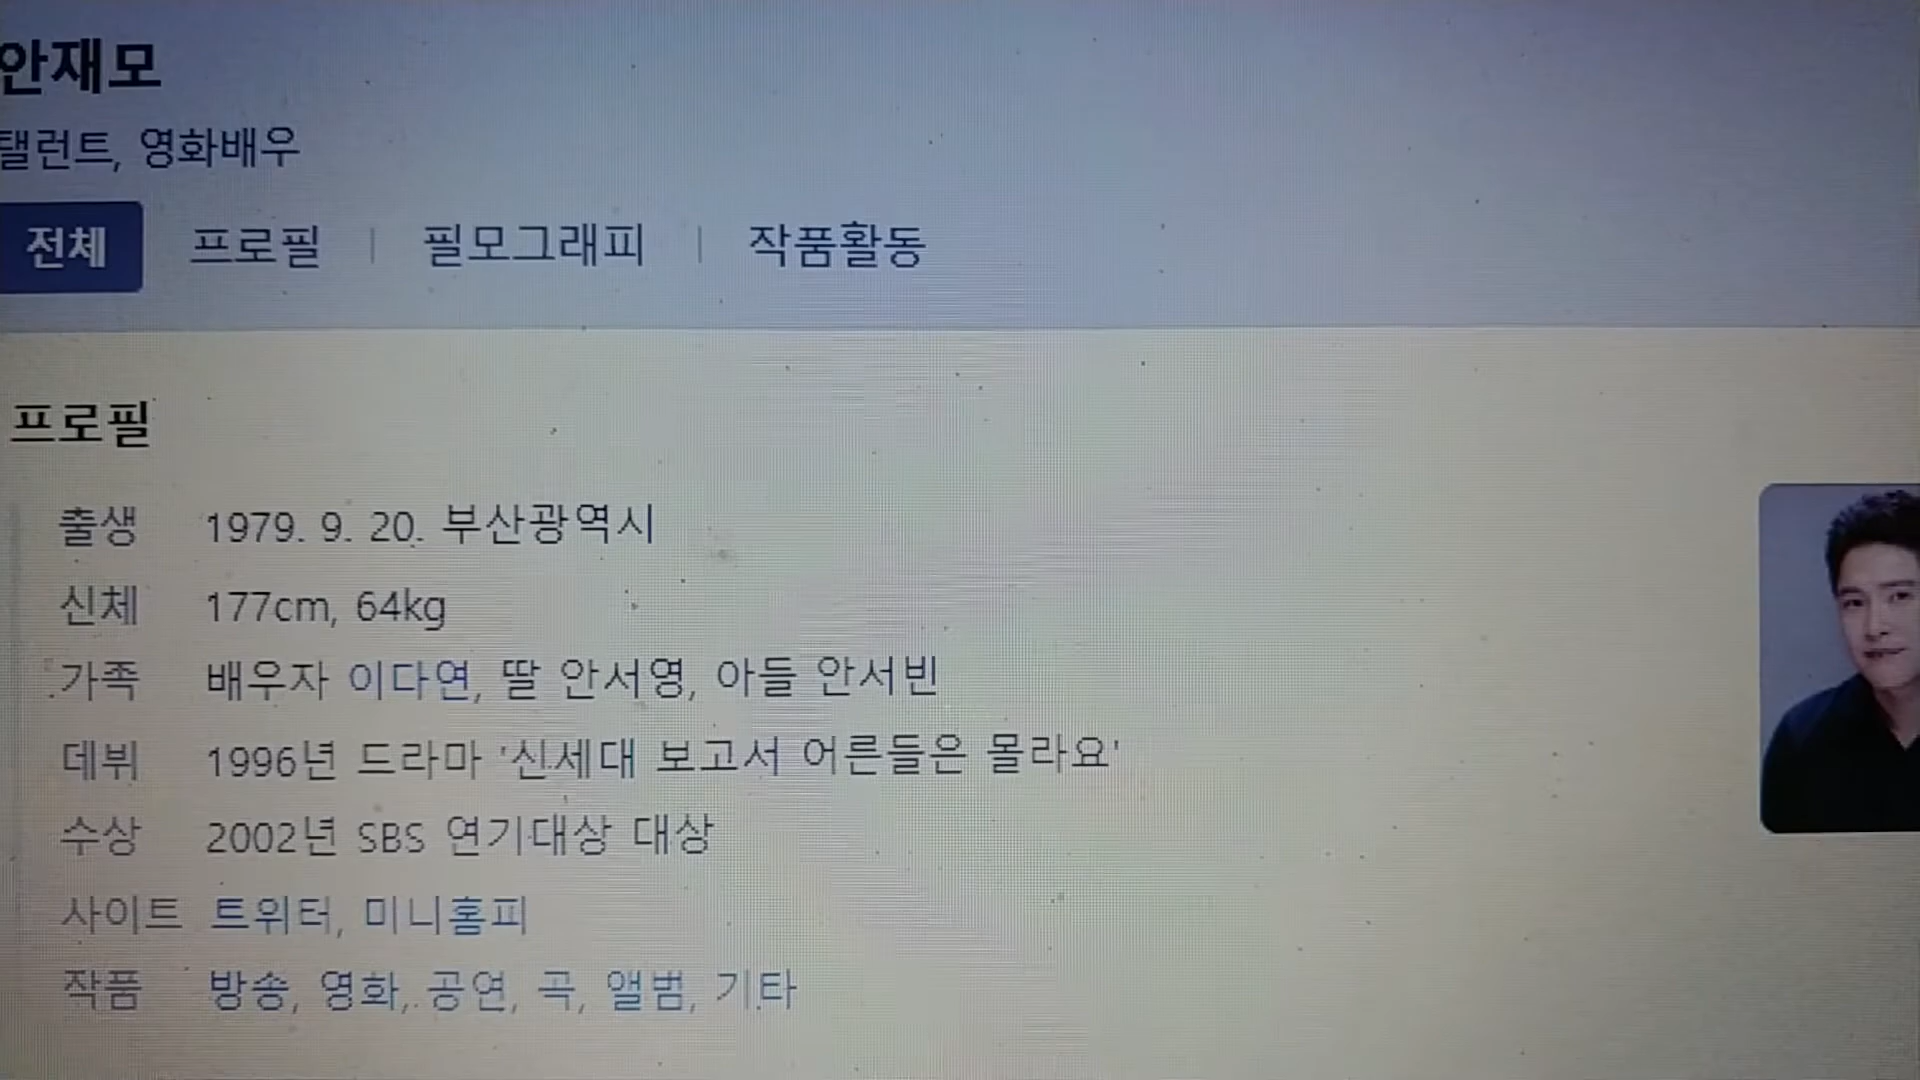 안재모
탤런트, 영화배우
전체 프로필 | 필모그래피 | 작품활동
프로필
출생 1979. 9. 20. 부산광역시
신체 177cm, 64kg
가족 배우자 이다연, 딸 안서영, 아들 안서빈
데뷔 1996년 드라마 '신세대 보고서 어른들은 몰라요'
수상 2002년 SBS 연기대상 대상
사이트 트위터, 미니홈피
작품 방송, 영화, 공연, 곡, 앨범, 기타